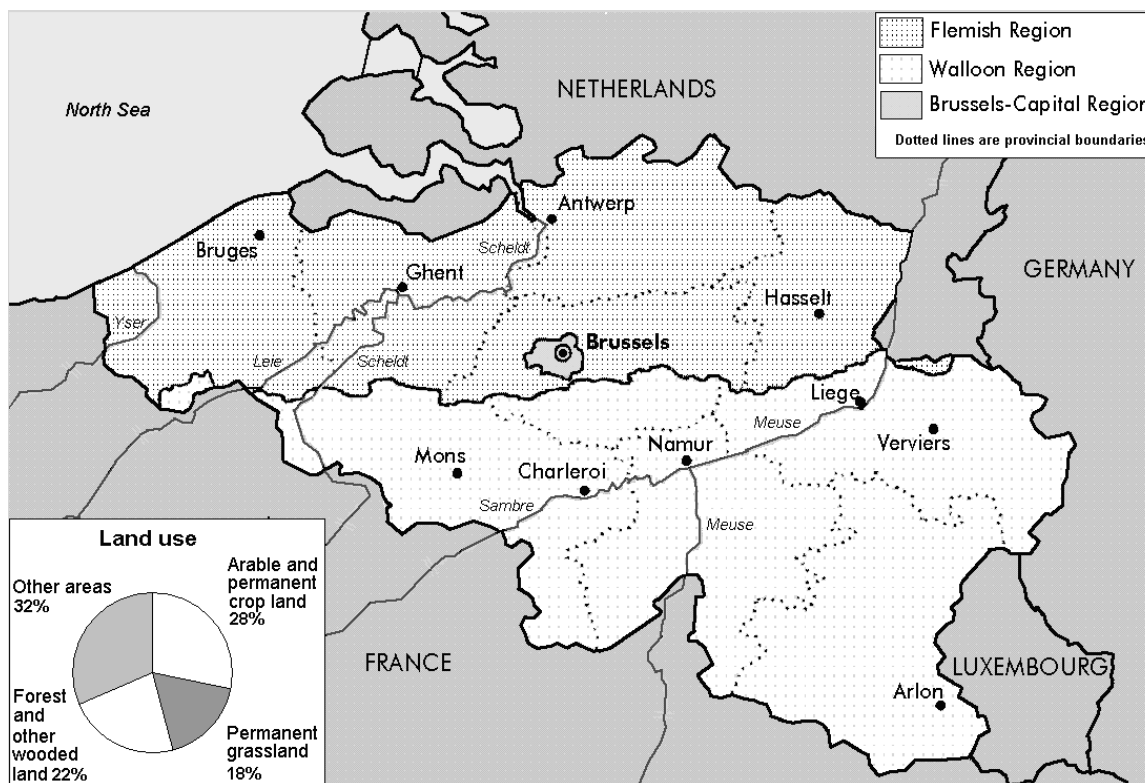 Flemish Region
Walloon Region
Brussels-Capital Region
Dotted lines are provincial boundaries
North Sea
NETHERLANDS
GERMANY
Antwerp
Bruges
Scheldt
Ghent
Hasselt
Yser
Leie
Scheldt
Brussels
Liege
Meuse
Verviers
Namur
Mons
Charleroi
Sambre
Meuse
FRANCE
LUXEMBOURG
Arlon
Land use
Other areas
32%
Arable and
permanent
crop land
28%
Forest and
other
wooded
land 22%
Permanent
grassland
18%